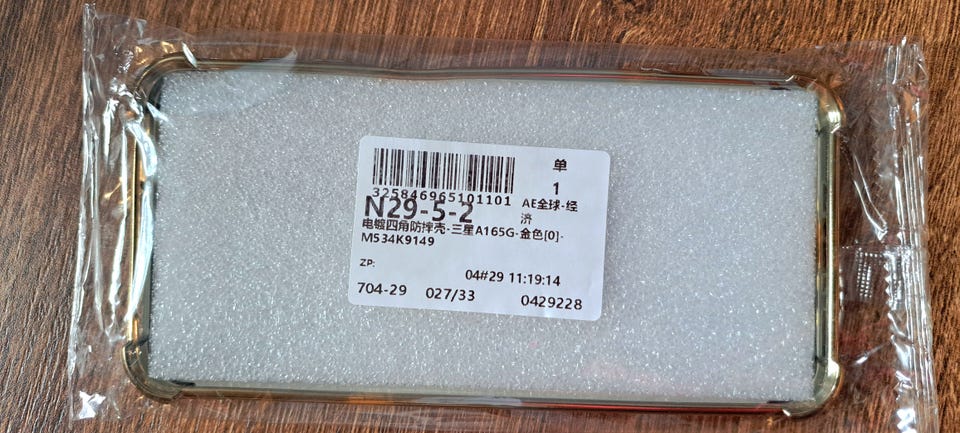 单
1
325846965101101
AE全球-经
济
N29-5-2
电镀四角防摔壳-三星A165G-金色[0]-
M534K9149
ZP:
04#29 11:19:14
704-29 027/33 0429228